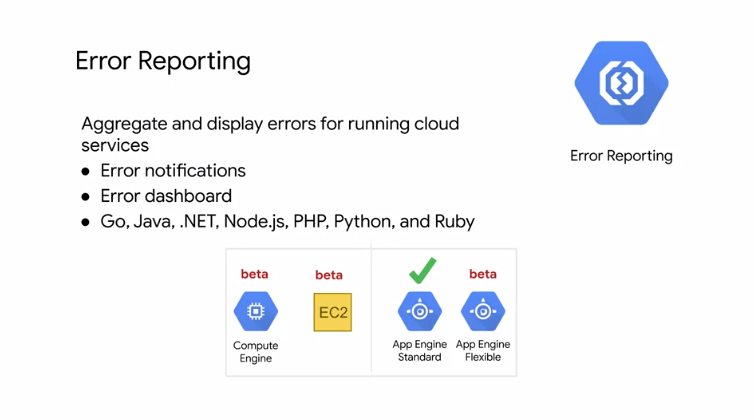 Error Reporting
Error Reporting
Aggregate and display errors for running cloud
services
● Error notifications
● Error dashboard
● Go, Java, .NET, Node.js, PHP, Python, and Ruby
beta
beta
beta
EC2
Compute
Engine
App Engine
Standard
App Engine
Flexible